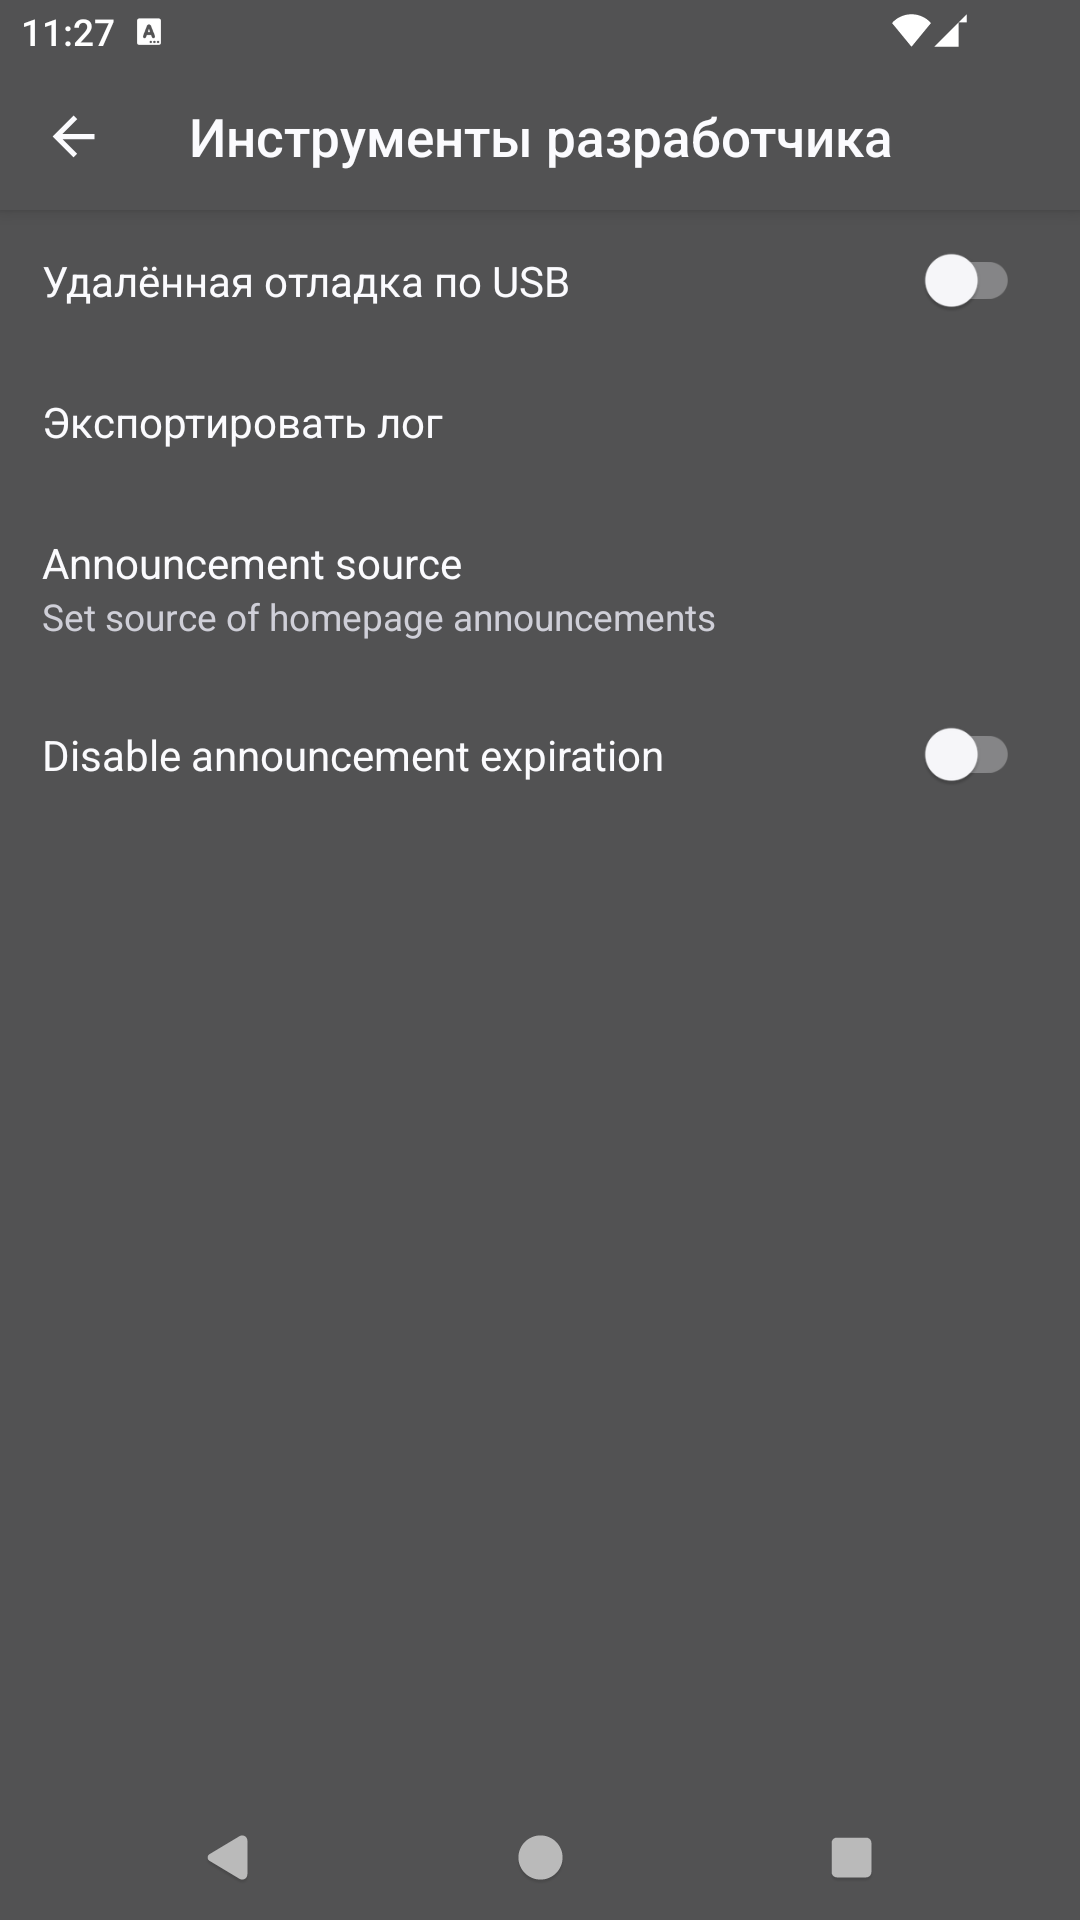 11:27
Инструменты разработчика
Удалённая отладка по USB
Экспортировать лог
Announcement source
Set source of homepage announcements
Disable announcement expiration